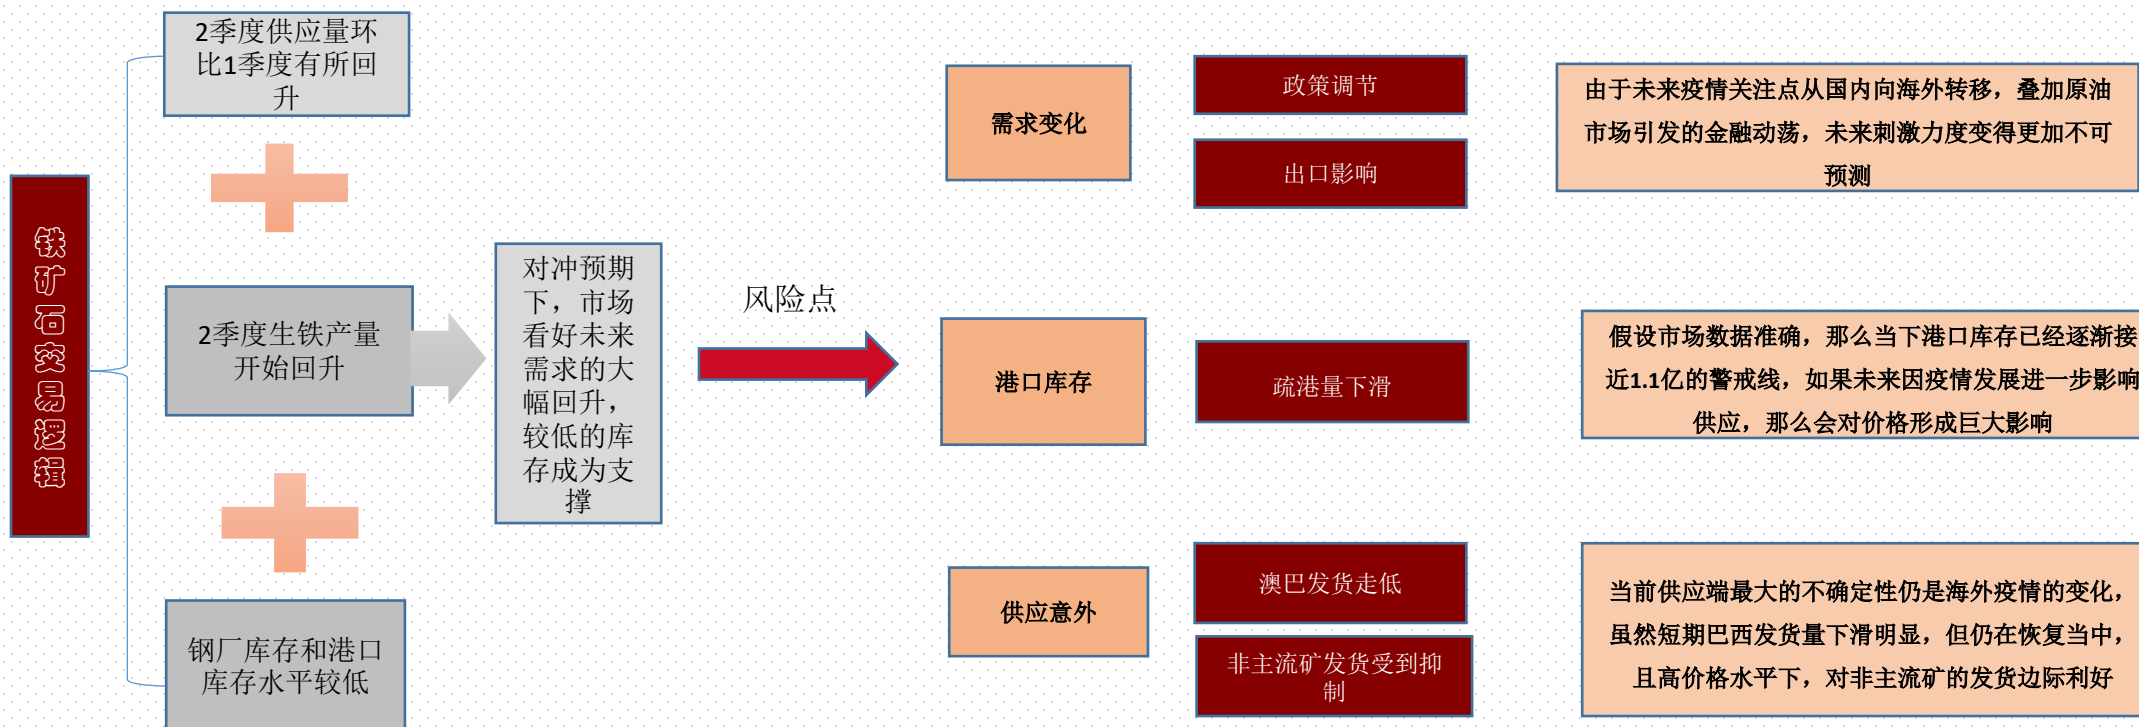 铁矿石交易逻辑
2季度供应量环
比1季度有所回
升
2季度生铁产量
开始回升
钢厂库存和港口
库存水平较低
对冲预期
下，市场
看好未来
需求的大
幅回升，
较低的库
存成为支
撑
风险点
需求变化
政策调节
出口影响
由于未来疫情关注点从国内向海外转移，叠加原油
市场引发的金融动荡，未来刺激力度变得更加不可
预测
港口库存
疏港量下滑
假设市场数据准确，那么当下港口库存已经逐渐接
近1.1亿的警戒线，如果未来因疫情发展进一步影响
供应，那么会对价格形成巨大影响
供应意外
澳巴发货走低
非主流矿发货受到抑
制
当前供应端最大的不确定性仍是海外疫情的变化，
虽然短期巴西发货量下滑明显，但仍在恢复当中，
且高价格水平下，对非主流矿的发货边际利好